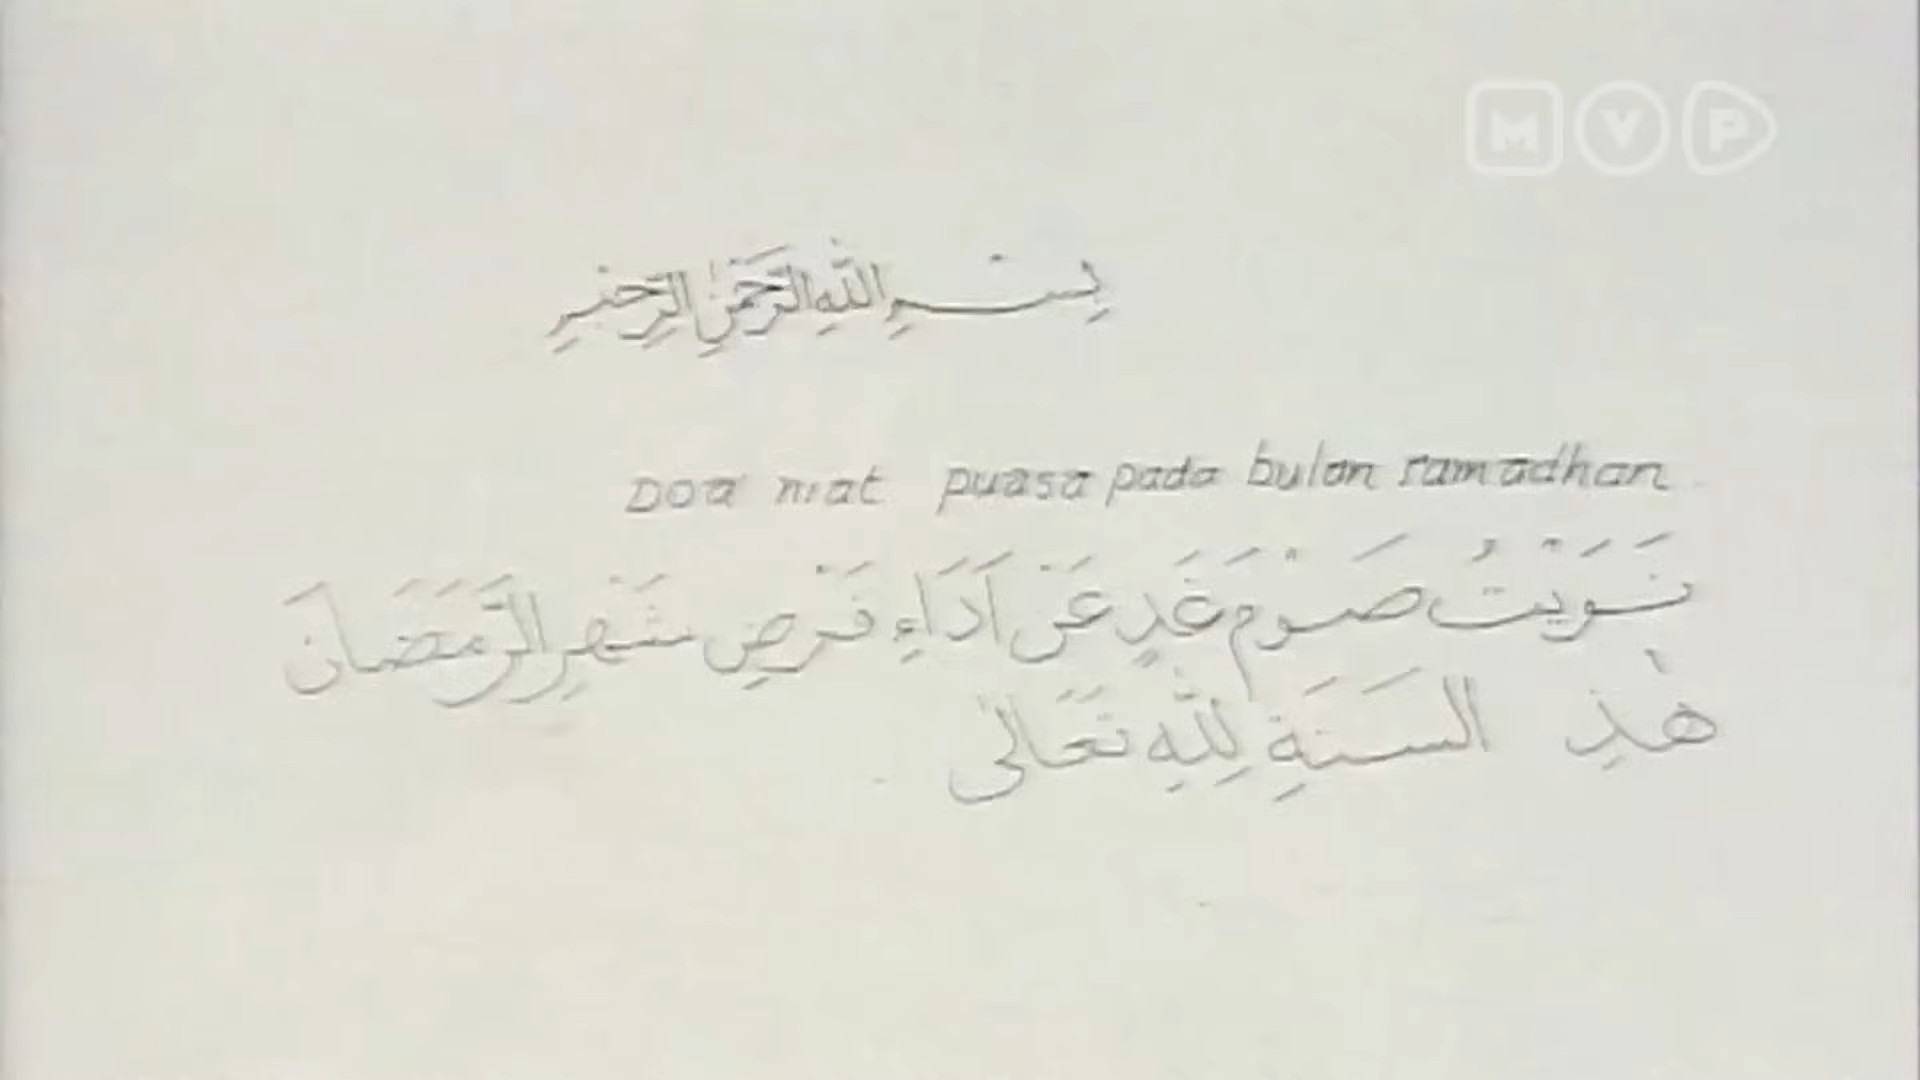 MVP
بِسْمِ اللّٰهِ الرَّحْمٰنِ الرَّحِيْمِ
Doa niat puasa pada bulan ramadhan
نَوَيْتُ صَوْمَ غَدٍ عَنْ اَدَاءِ فَرْضِ شَهْرِ الرَّمَضَانَ
هٰذِ السَنَةِ لِلّٰهِ تَعَالٰى